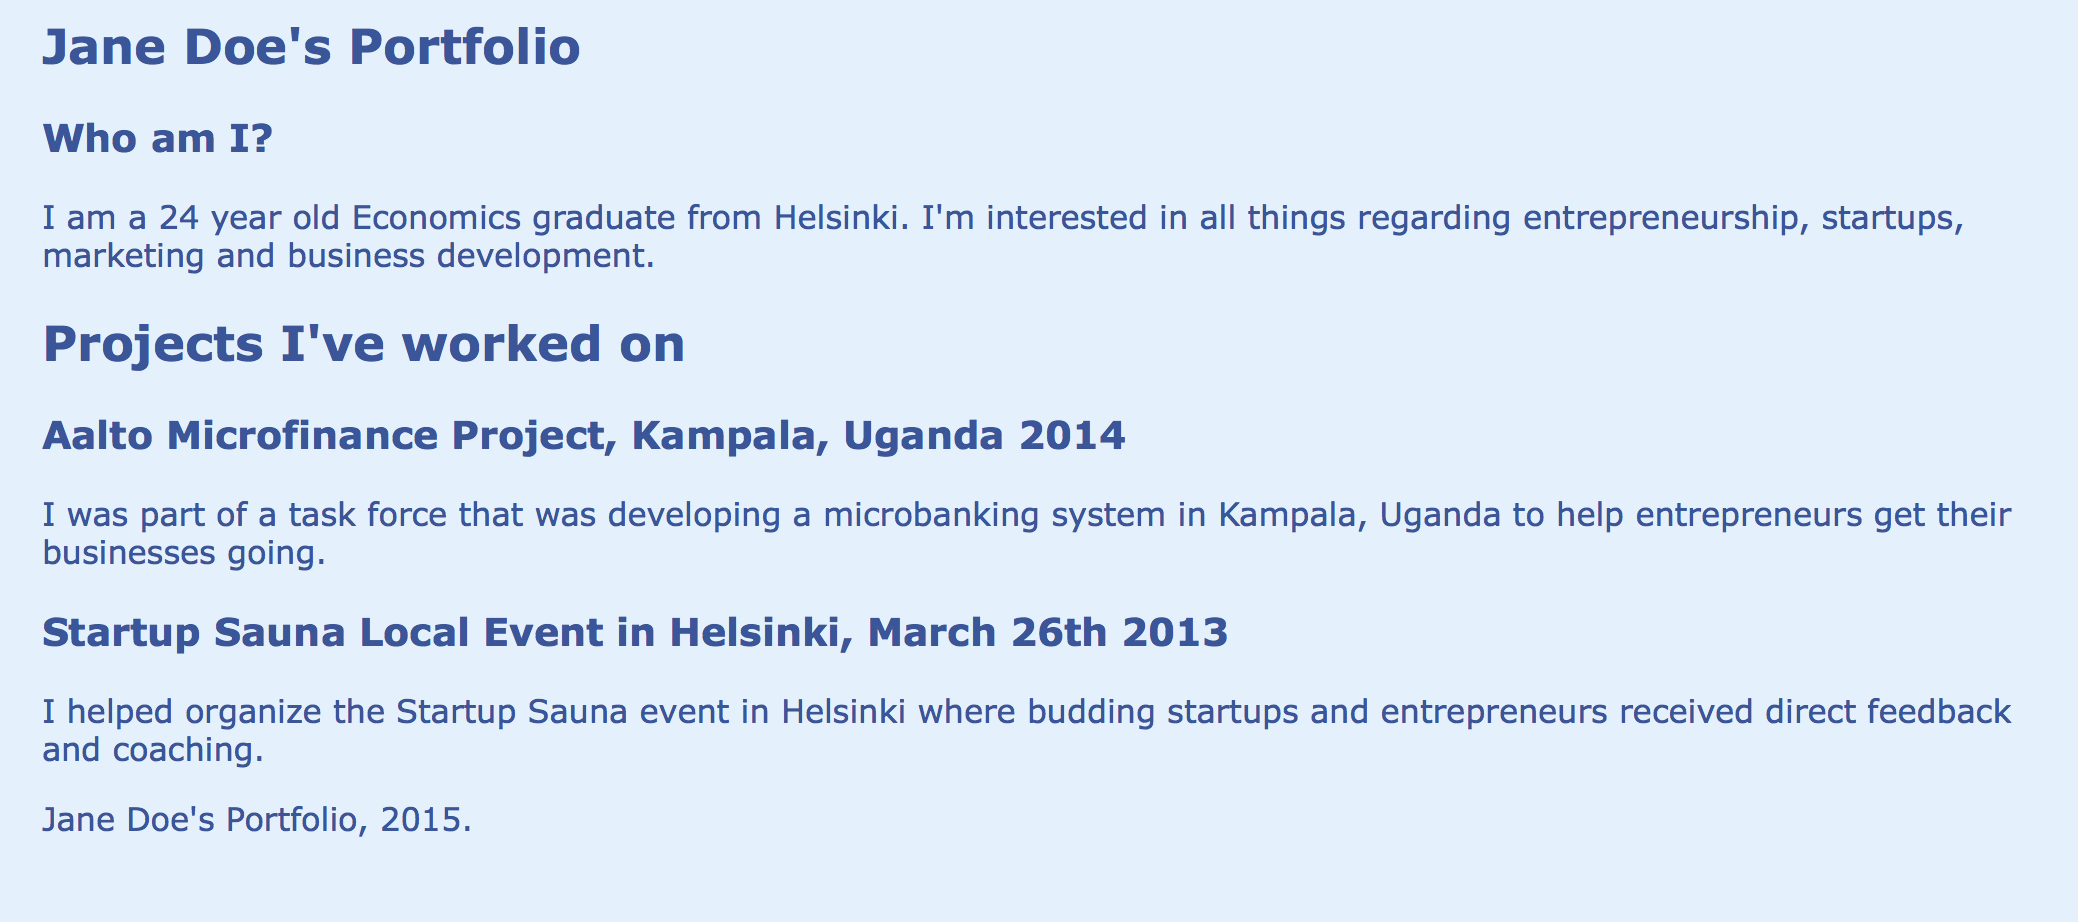 Jane Doe's Portfolio
Who am I?
I am a 24 year old Economics graduate from Helsinki. I'm interested in all things regarding entrepreneurship, startups,
marketing and business development.
Projects I've worked on
Aalto Microfinance Project, Kampala, Uganda 2014
I was part of a task force that was developing a microbanking system in Kampala, Uganda to help entrepreneurs get their
businesses going.
Startup Sauna Local Event in Helsinki, March 26th 2013
I helped organize the Startup Sauna event in Helsinki where budding startups and entrepreneurs received direct feedback
and coaching.
Jane Doe's Portfolio, 2015.